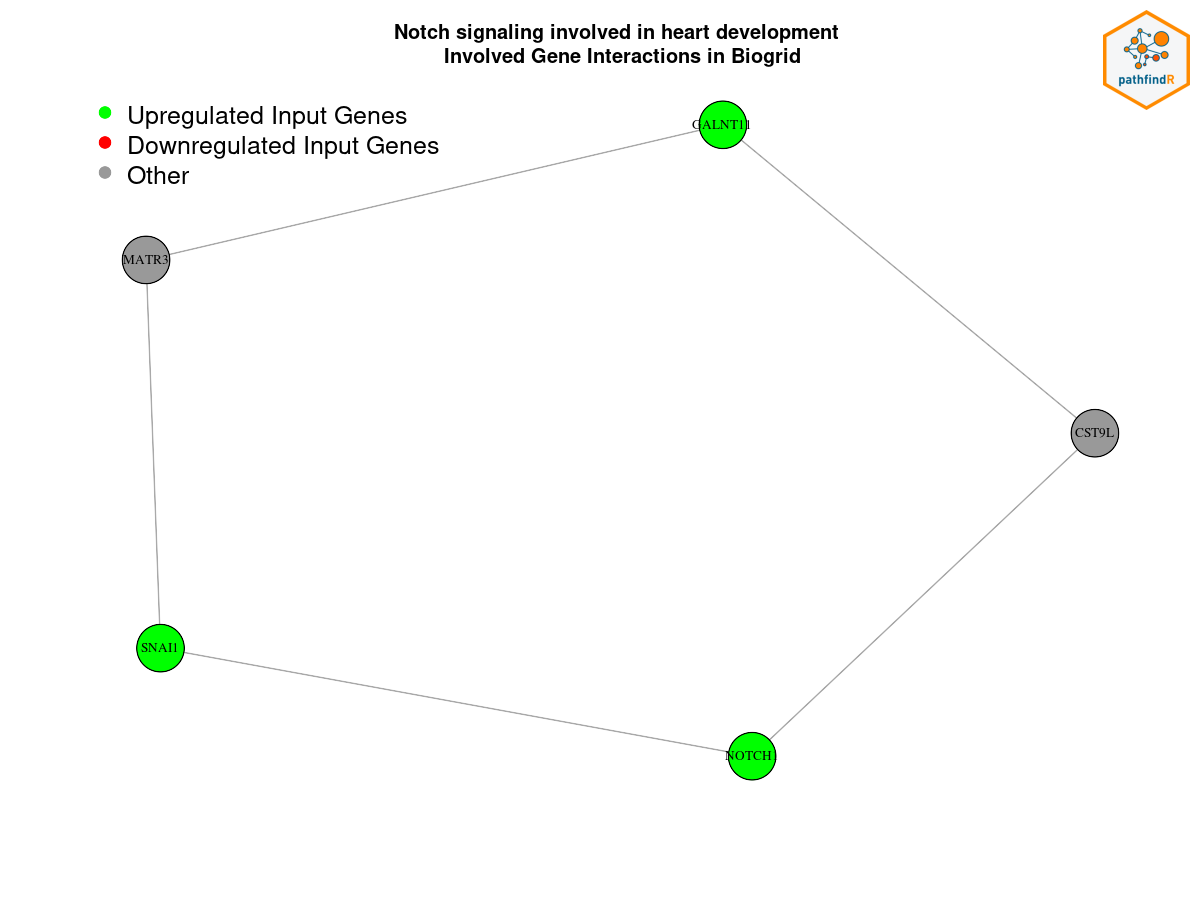 Notch signaling involved in heart development
Involved Gene Interactions in Biogrid
pathfindR
Upregulated Input Genes
Downregulated Input Genes
Other
GALNT11
MATR3
CST9L
SNAI1
NOTCH